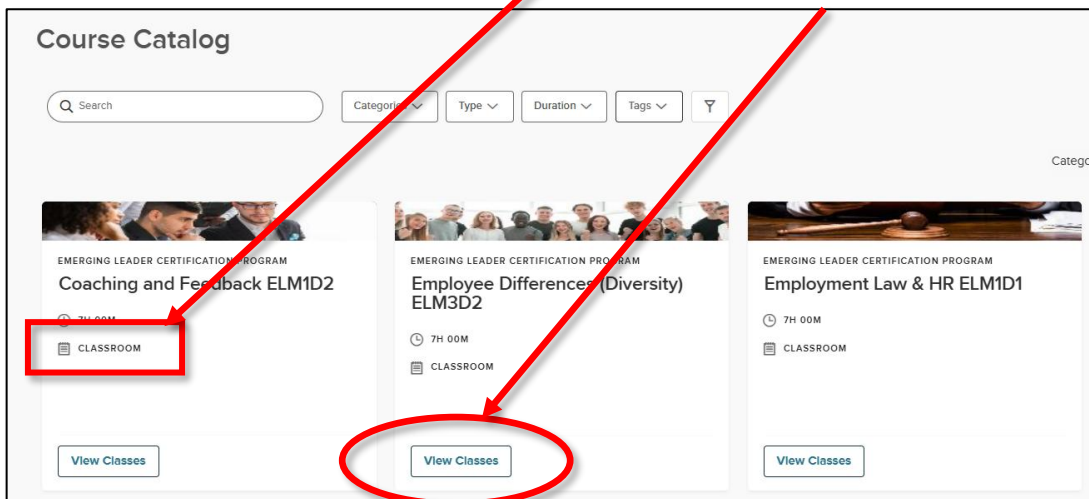 Course Catalog
Search
Categories
Type
Duration
Tags
Catego
EMERGING LEADER CERTIFICATION PROGRAM
Coaching and Feedback ELM1D2
7H 00M
CLASSROOM
View Classes
EMERGING LEADER CERTIFICATION PROGRAM
Employee Differences (Diversity)
ELM3D2
7H 00M
CLASSROOM
View Classes
EMERGING LEADER CERTIFICATION PROGRAM
Employment Law & HR ELM1D1
7H 00M
CLASSROOM
View Classes